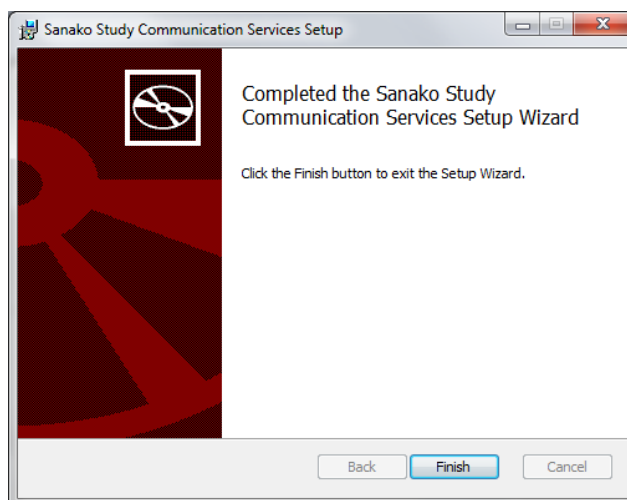 Sanako Study Communication Services Setup
Completed the Sanako Study
Communication Services Setup Wizard
Click the Finish button to exit the Setup Wizard.
Back
Finish
Cancel